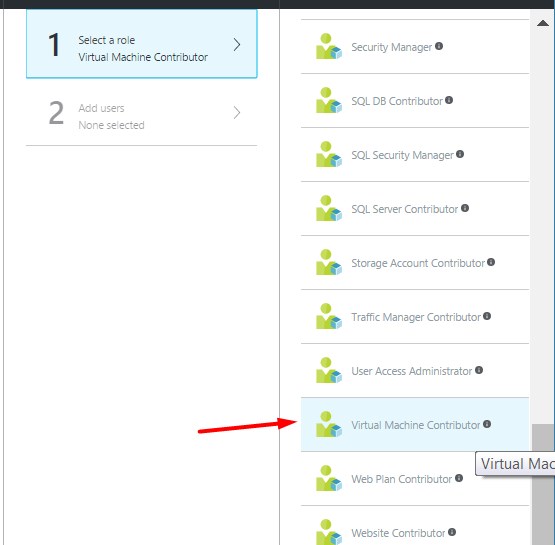 1
Select a role
Virtual Machine Contributor
2
Add users
None selected
Security Manager
SQL DB Contributor
SQL Security Manager
SQL Server Contributor
Storage Account Contributor
Traffic Manager Contributor
User Access Administrator
Virtual Machine Contributor
Virtual Mac
Web Plan Contributor
Website Contributor